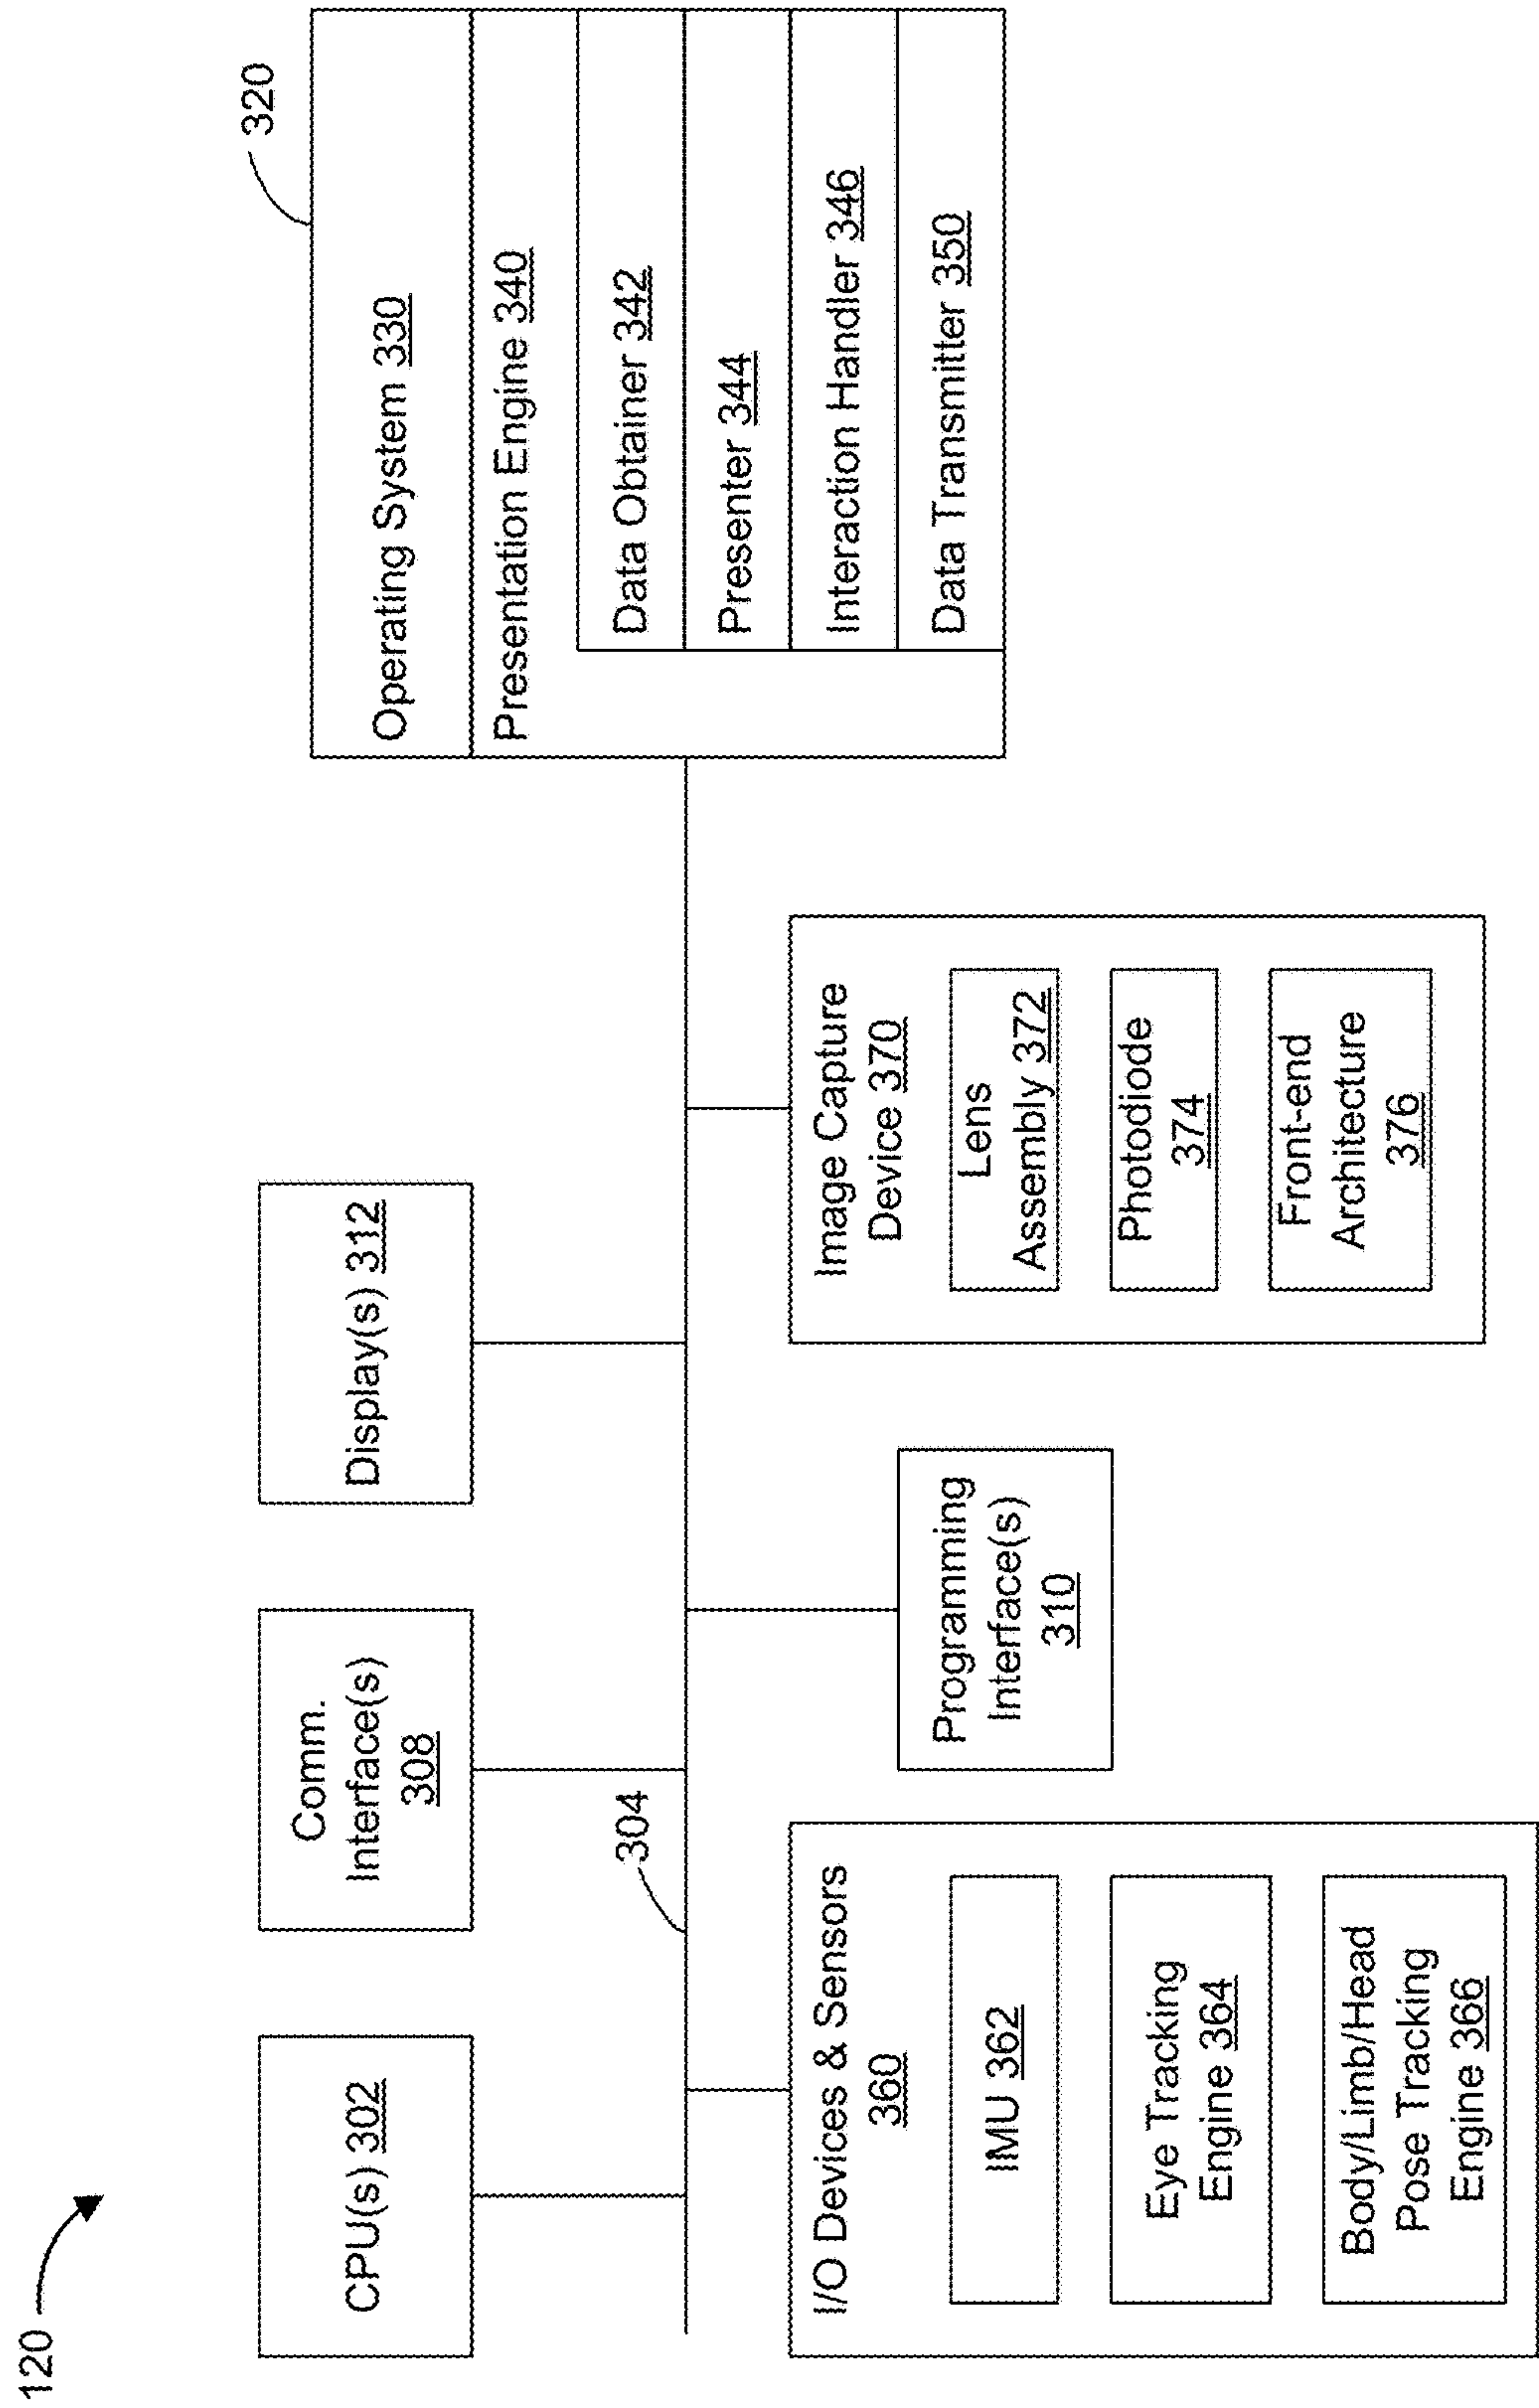 120
CPU(s) 302
Comm.
Interface(s)
308
Display(s) 312
304
320
Operating System 330
Presentation Engine 340
Data Obtainer 342
Presenter 344
Interaction Handler 346
Data Transmitter 350
I/O Devices & Sensors
360
IMU 362
Eye Tracking
Engine 364
Body/Limb/Head
Pose Tracking
Engine 366
Programming
Interface(s)
310
Image Capture
Device 370
Lens
Assembly 372
Photodiode
374
Front-end
Architecture
376